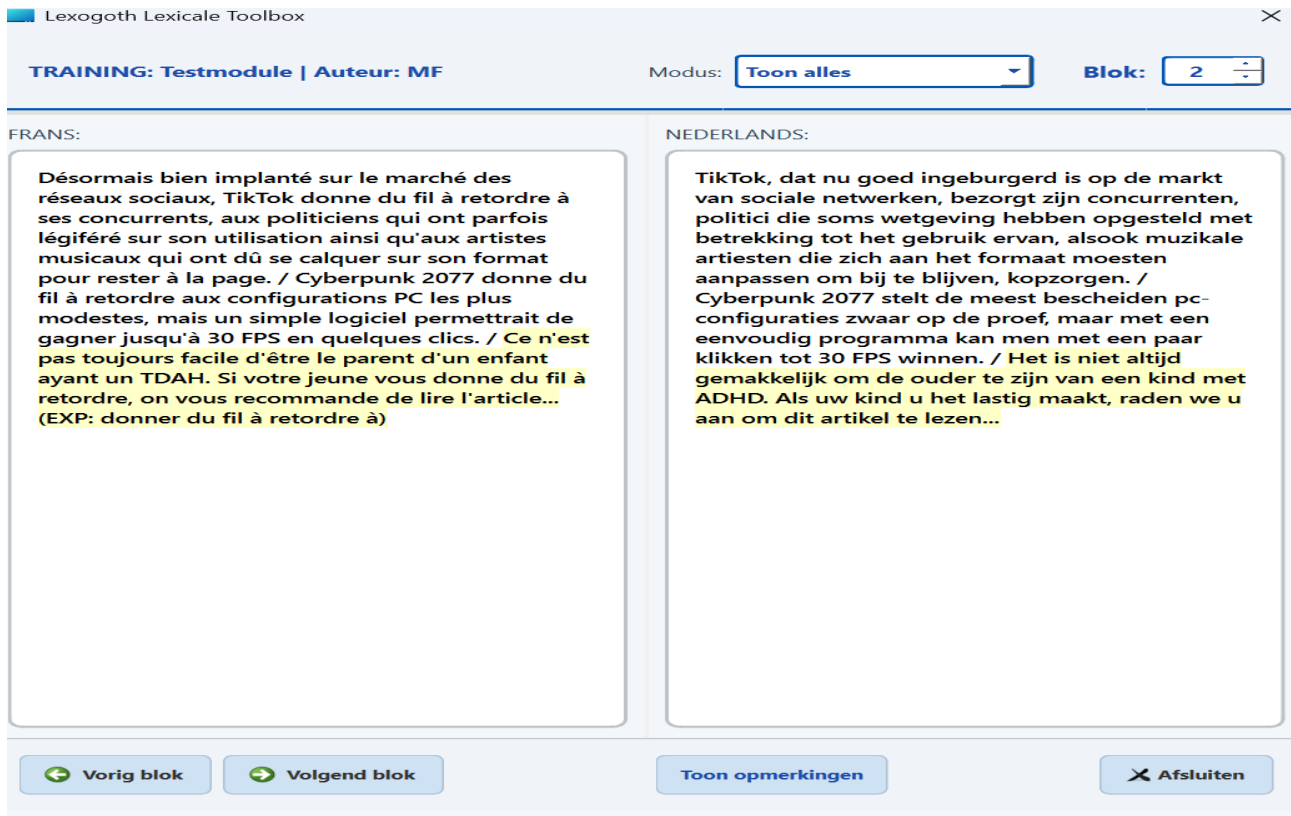 Lexogoth Lexicale Toolbox
TRAINING: Testmodule | Auteur: MF
Modus: Toon alles
Blok: 2
FRANS:
Désormais bien implanté sur le marché des
réseaux sociaux, TikTok donne du fil à retordre à
ses concurrents, aux politiciens qui ont parfois
légiféré sur son utilisation ainsi qu'aux artistes
musicaux qui ont dû se calquer sur son format
pour rester à la page. / Cyberpunk 2077 donne du
fil à retordre aux configurations PC les plus
modestes, mais un simple logiciel permettrait de
gagner jusqu'à 30 FPS en quelques clics. / Ce n'est
pas toujours facile d'être le parent d'un enfant
ayant un TDAH. Si votre jeune vous donne du fil à
retordre, on vous recommande de lire l'article...
(EXP: donner du fil à retordre à)
NEDERLANDS:
TikTok, dat nu goed ingeburgerd is op de markt
van sociale netwerken, bezorgt zijn concurrenten,
politici die soms wetgeving hebben opgesteld met
betrekking tot het gebruik ervan, alsook muzikale
artiesten die zich aan het formaat moesten
aanpassen om bij te blijven, kopzorgen. /
Cyberpunk 2077 stelt de meest bescheiden pc-
configuraties zwaar op de proef, maar met een
eenvoudig programma kan men met een paar
klikken tot 30 FPS winnen. / Het is niet altijd
gemakkelijk om de ouder te zijn van een kind met
ADHD. Als uw kind u het lastig maakt, raden we u
aan om dit artikel te lezen...
Vorig blok
Volgend blok
Toon opmerkingen
Afsluiten